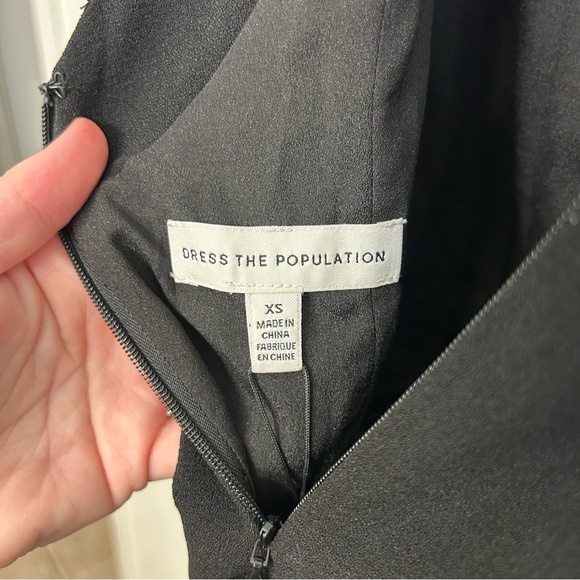 DRESS THE POPULATION
XS
MADE IN
CHINA
FABRIQUE
EN CHINE